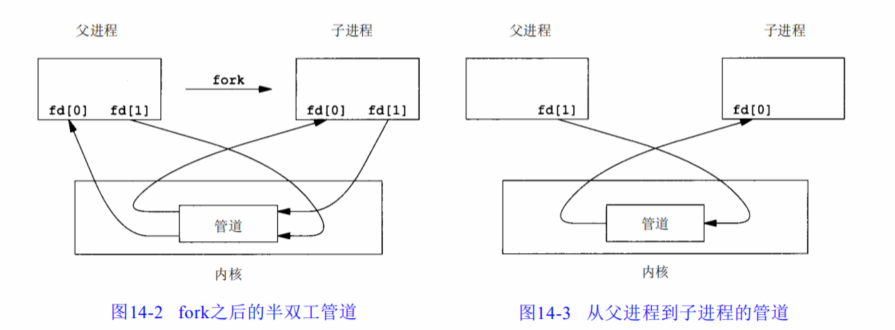 父进程
子进程
fork
fd[0] fd[1]
fd[0] fd[1]
管道
内核
图14-2 fork之后的半双工管道
父进程
子进程
fd[1]
fd[0]
管道
内核
图14-3 从父进程到子进程的管道